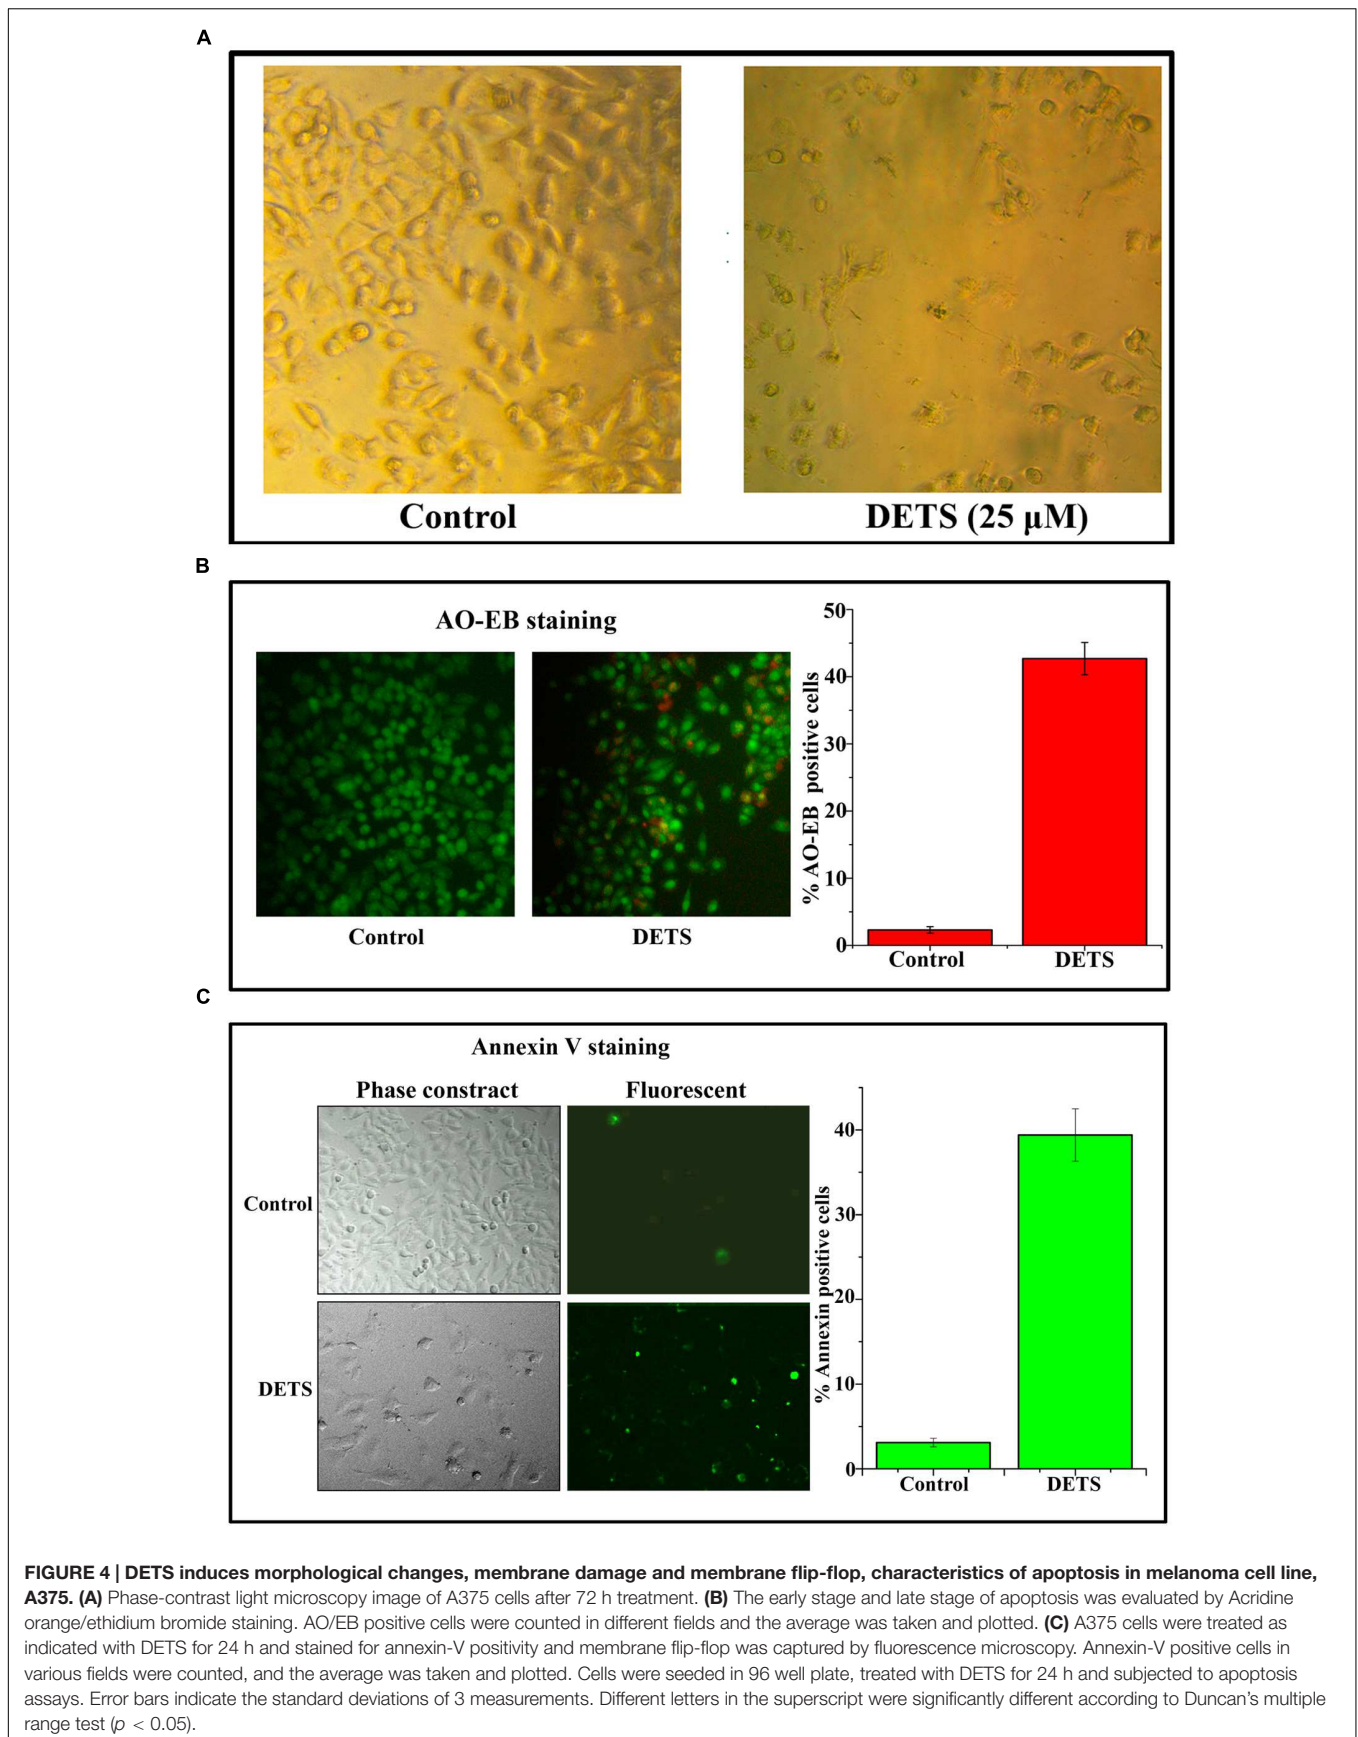 A
Control
DETS (25 µM)
B
AO-EB staining
Control
DETS
% AO-EB positive cells
50
40
30
20
10
0
Control
DETS
C
Annexin V staining
Phase constract
Fluorescent
Control
DETS
% Annexin positive cells
40
30
20
10
0
Control
DETS
FIGURE 4 | DETS induces morphological changes, membrane damage and membrane flip-flop, characteristics of apoptosis in melanoma cell line,
A375. (A) Phase-contrast light microscopy image of A375 cells after 72 h treatment. (B) The early stage and late stage of apoptosis was evaluated by Acridine
orange/ethidium bromide staining. AO/EB positive cells were counted in different fields and the average was taken and plotted. (C) A375 cells were treated as
indicated with DETS for 24 h and stained for annexin-V positivity and membrane flip-flop was captured by fluorescence microscopy. Annexin-V positive cells in
various fields were counted, and the average was taken and plotted. Cells were seeded in 96 well plate, treated with DETS for 24 h and subjected to apoptosis
assays. Error bars indicate the standard deviations of 3 measurements. Different letters in the superscript were significantly different according to Duncan's multiple
range test (p < 0.05).